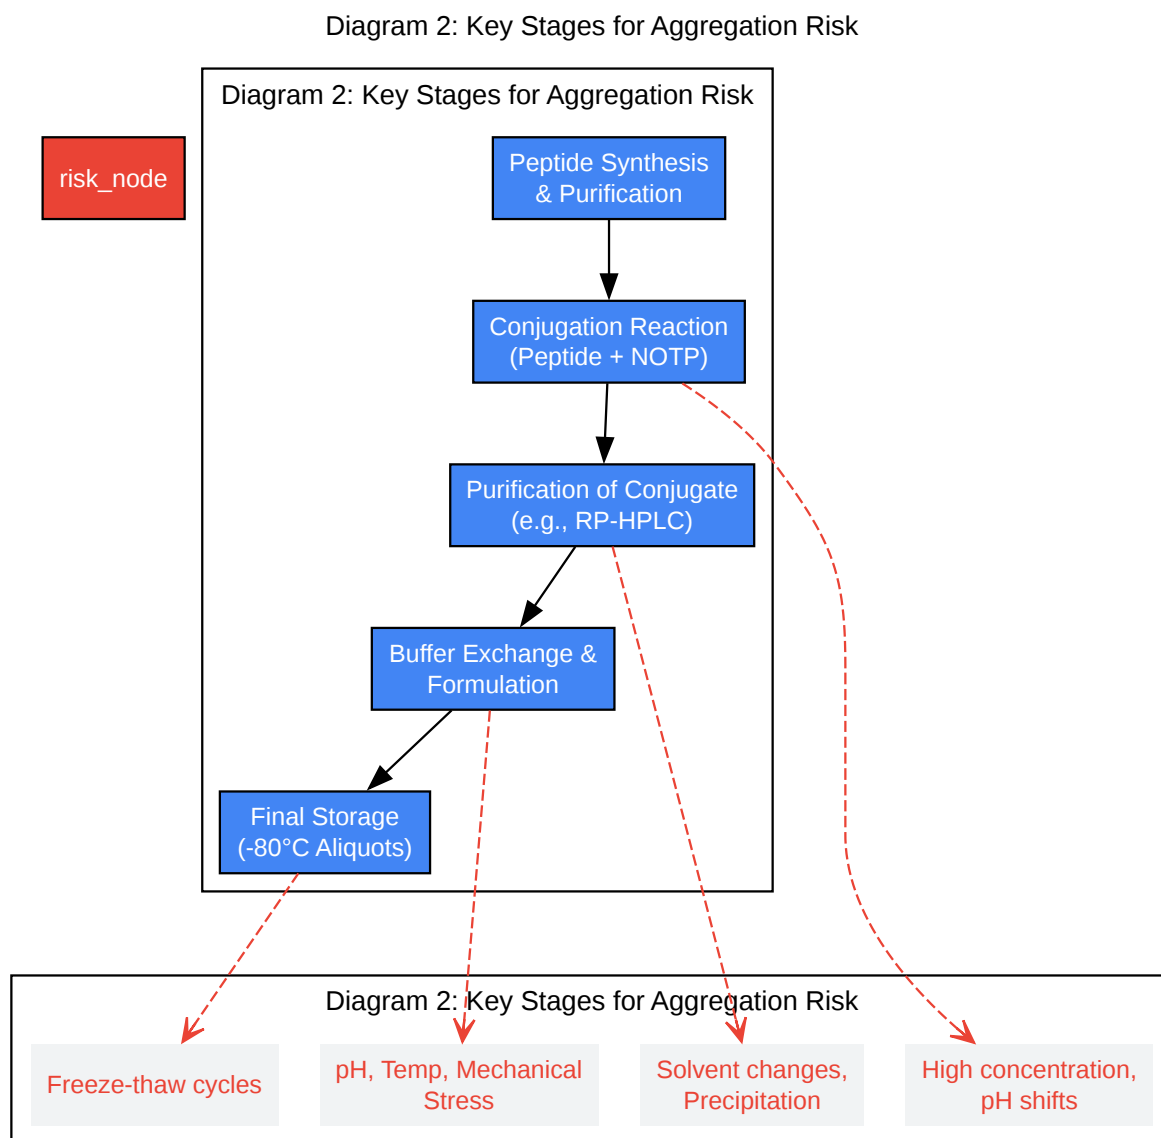 Diagram 2: Key Stages for Aggregation Risk
Diagram 2: Key Stages for Aggregation Risk
risk_node
Peptide Synthesis
& Purification
Conjugation Reaction
(Peptide + NOTP)
Purification of Conjugate
(e.g., RP-HPLC)
Buffer Exchange &
Formulation
Final Storage
(-80°C Aliquots)
Diagram 2: Key Stages for Aggregation Risk
Freeze-thaw cycles
pH, Temp, Mechanical
Stress
Solvent changes,
Precipitation
High concentration,
pH shifts